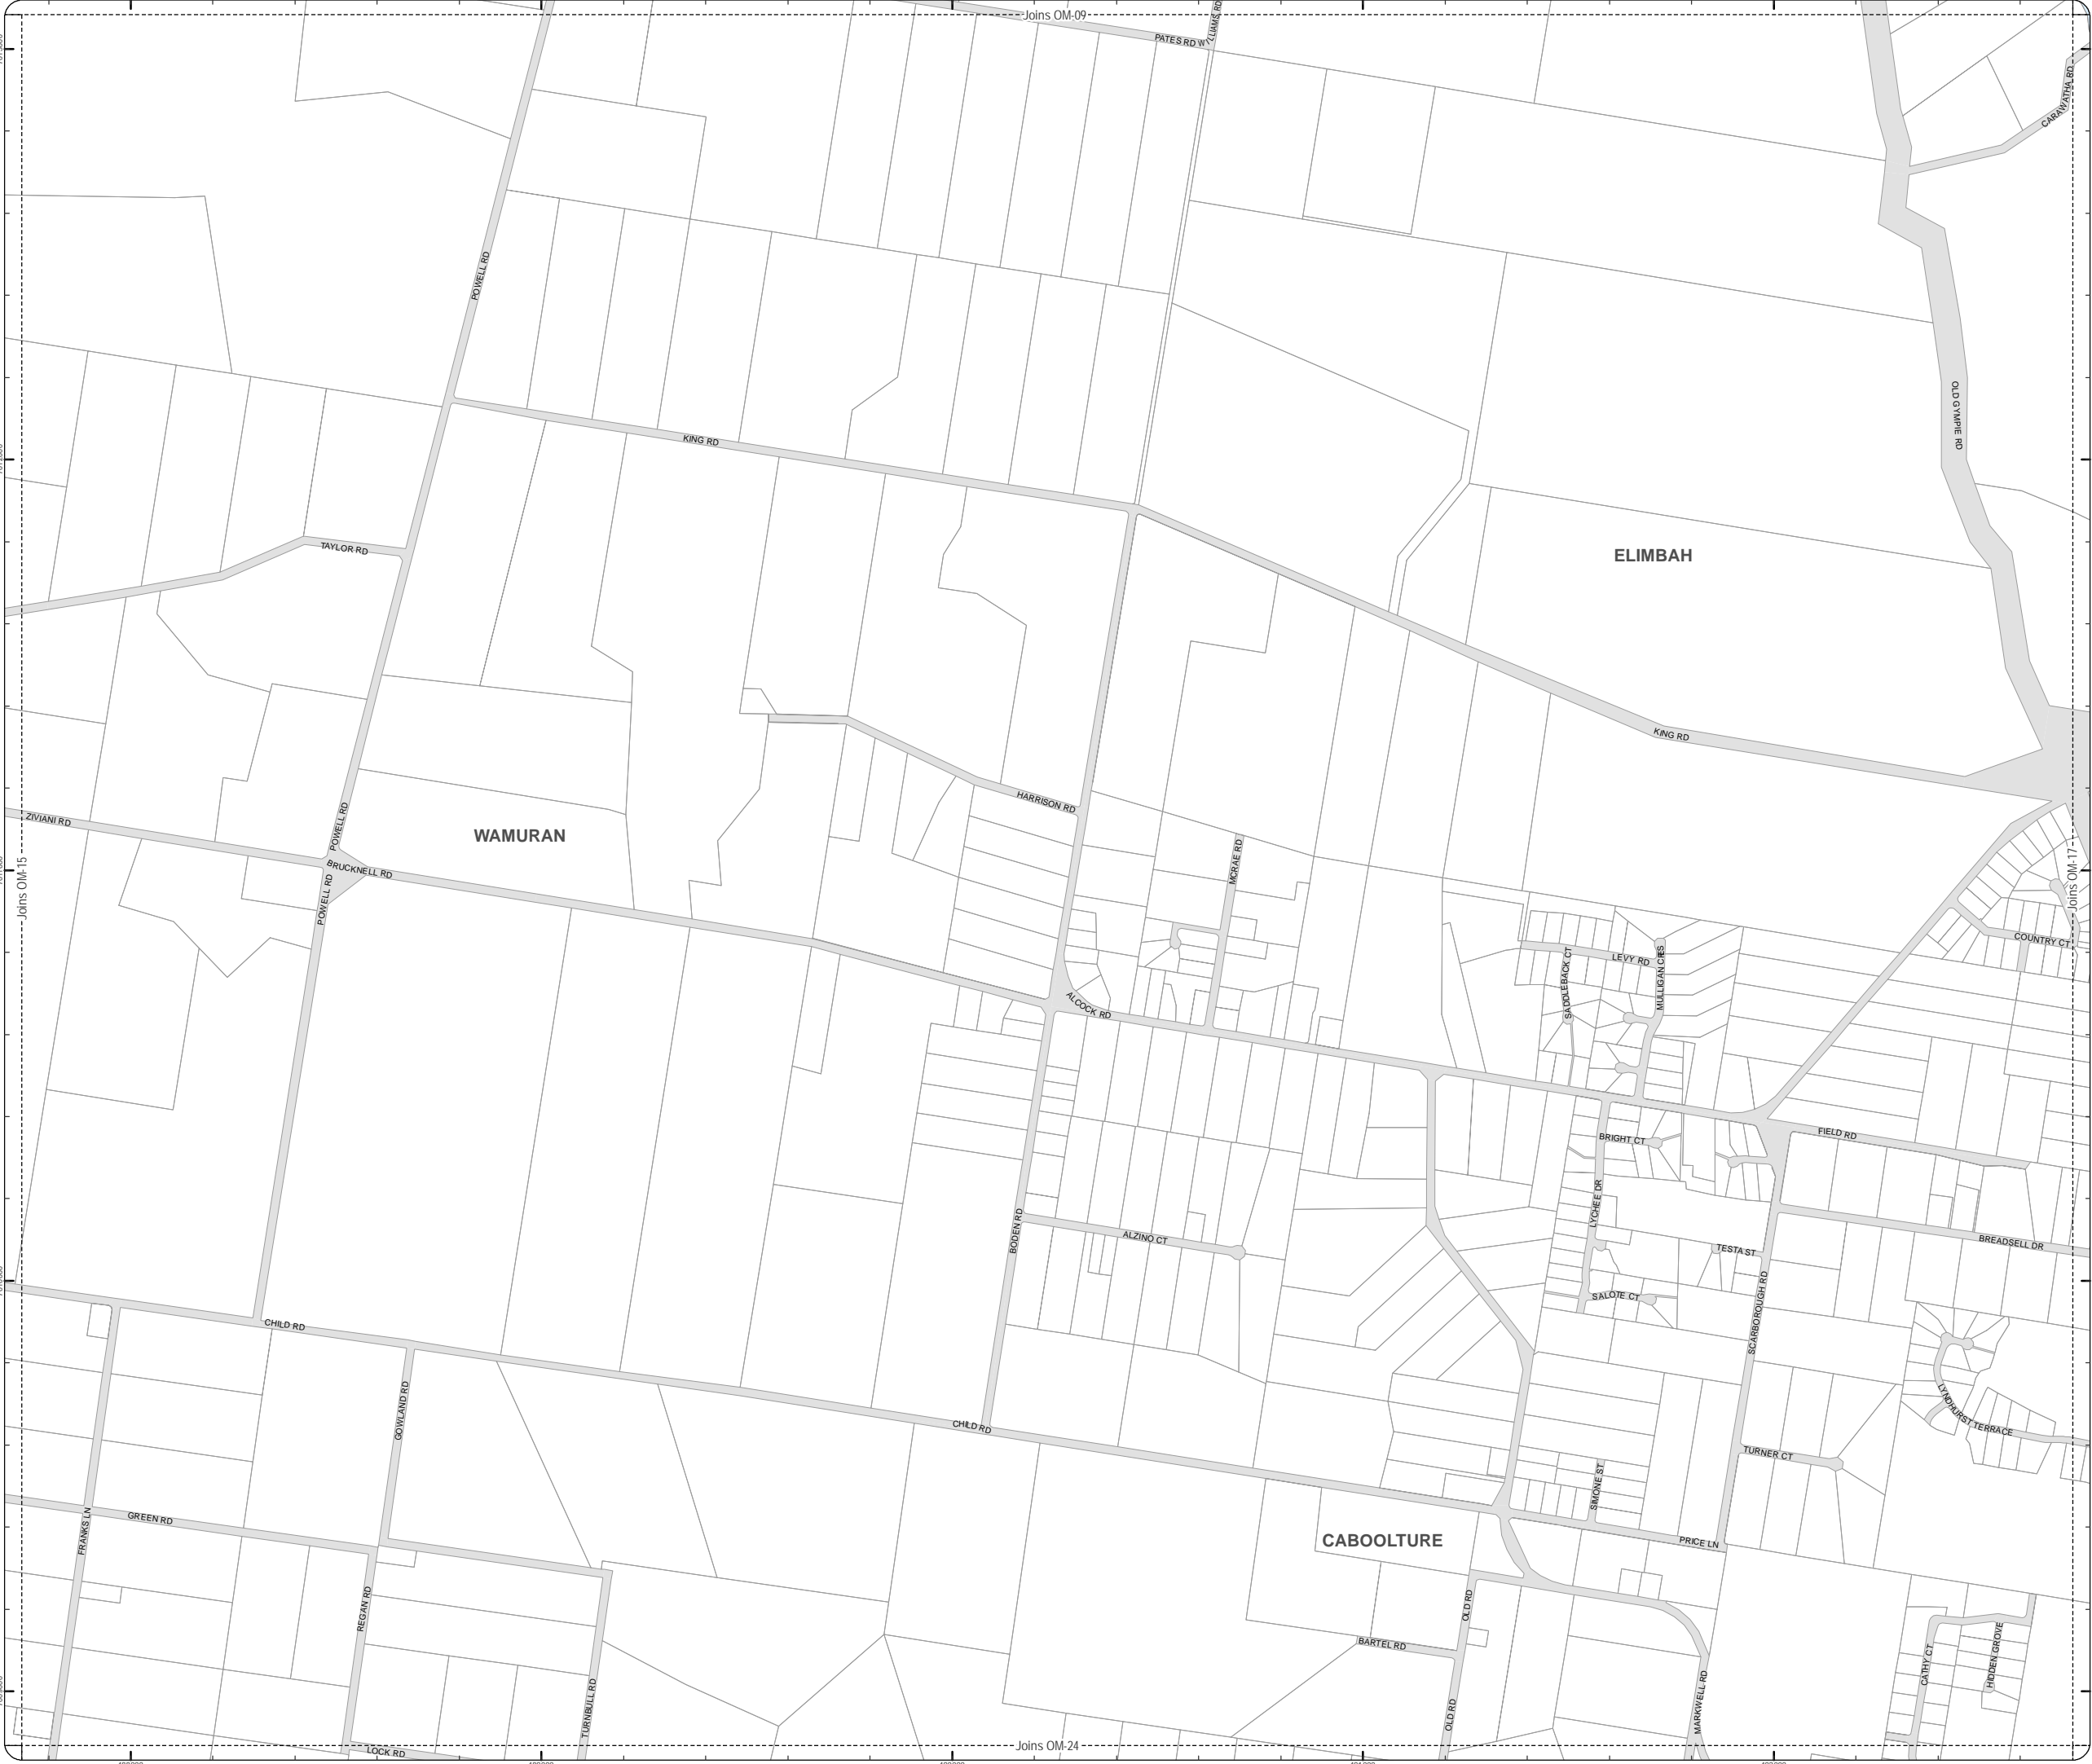 Joins OM-09
PATES RD
WILLIAMS RD
CARAWATHA RD
POWELL RD
OLD GYMPIE RD
KING RD
TAYLOR RD
ELIMBAH
KING RD
HARRISON RD
ZIVIANI RD
POWELL RD
WAMURAN
BRUCKNELL RD
POWELL RD
MCRAE RD
Joins OM-15
Joins OM-17
COUNTRY CT
LEVY RD
SADDLEBACK CT
MULLIGAN CRES
ALCOCK RD
FIELD RD
BRIGHT CT
LYCHEE DR
BODEN RD
ALZINO CT
TESTA ST
BREADSELL DR
SALOTE CT
SCARBOROUGH RD
CHILD RD
GOWLAND RD
CHILD RD
LYNDHURST TERRACE
TURNER CT
SIMONE ST
FRANKS LN
GREEN RD
CABOOLTURE
PRICE LN
REGAN RD
OLD RD
BARTEL RD
CATHY CT
HIDDEN GROVE
TURNBULL RD
OLD RD
MARKWELL RD
LOCK RD
Joins OM-24